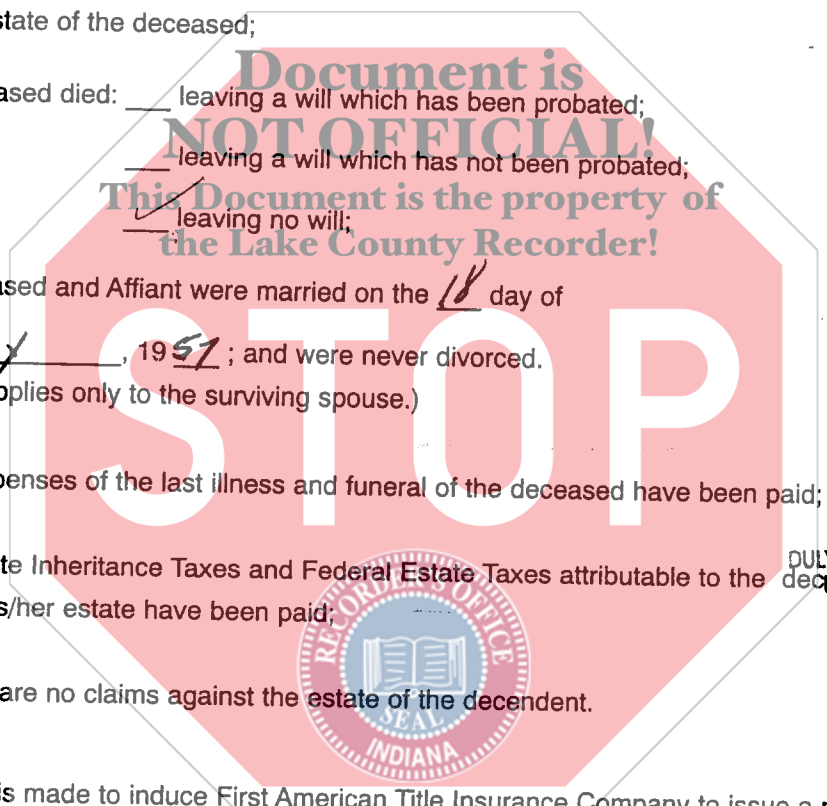 state of the deceased;
Document is
ased died: ___ leaving a will which has been probated;
NOT OFFICIAL!
___ leaving a will which has not been probated;
This Document is the property of
___ leaving no will;
the Lake County Recorder!
ased and Affiant were married on the 18 day of
, 1951 ; and were never divorced.
pplies only to the surviving spouse.)
STOP
penses of the last illness and funeral of the deceased have been paid;
DUL
te Inheritance Taxes and Federal Estate Taxes attributable to the dec
s/her estate have been paid;
RECORDER'S OFFICE
are no claims against the estate of the decendent.
SEAL
INDIANA
is made to induce First American Title Insurance Company to issue a